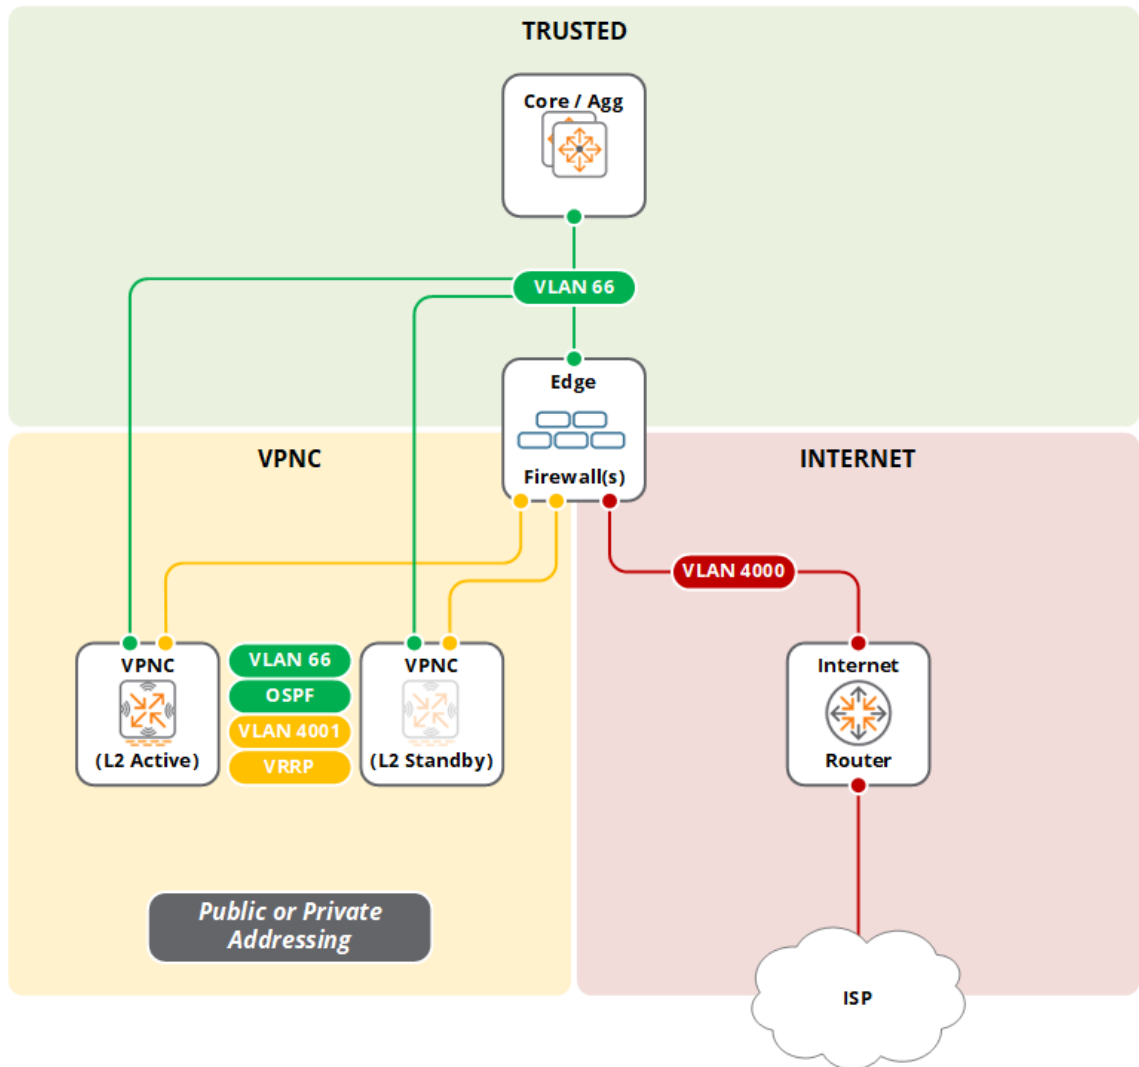 TRUSTED
Core / Agg
VLAN 66
Edge
Firewall(s)
VPNC
INTERNET
VLAN 4000
VPNC
(L2 Active)
VLAN 66
OSPF
VLAN 4001
VRRP
VPNC
(L2 Standby)
Internet
Router
Public or Private
Addressing
ISP